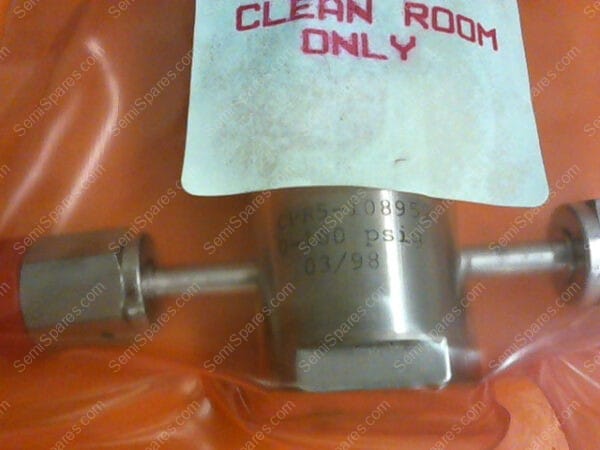 CLEAN ROOM
ONLY
psig
03/98
SemiSpares.com